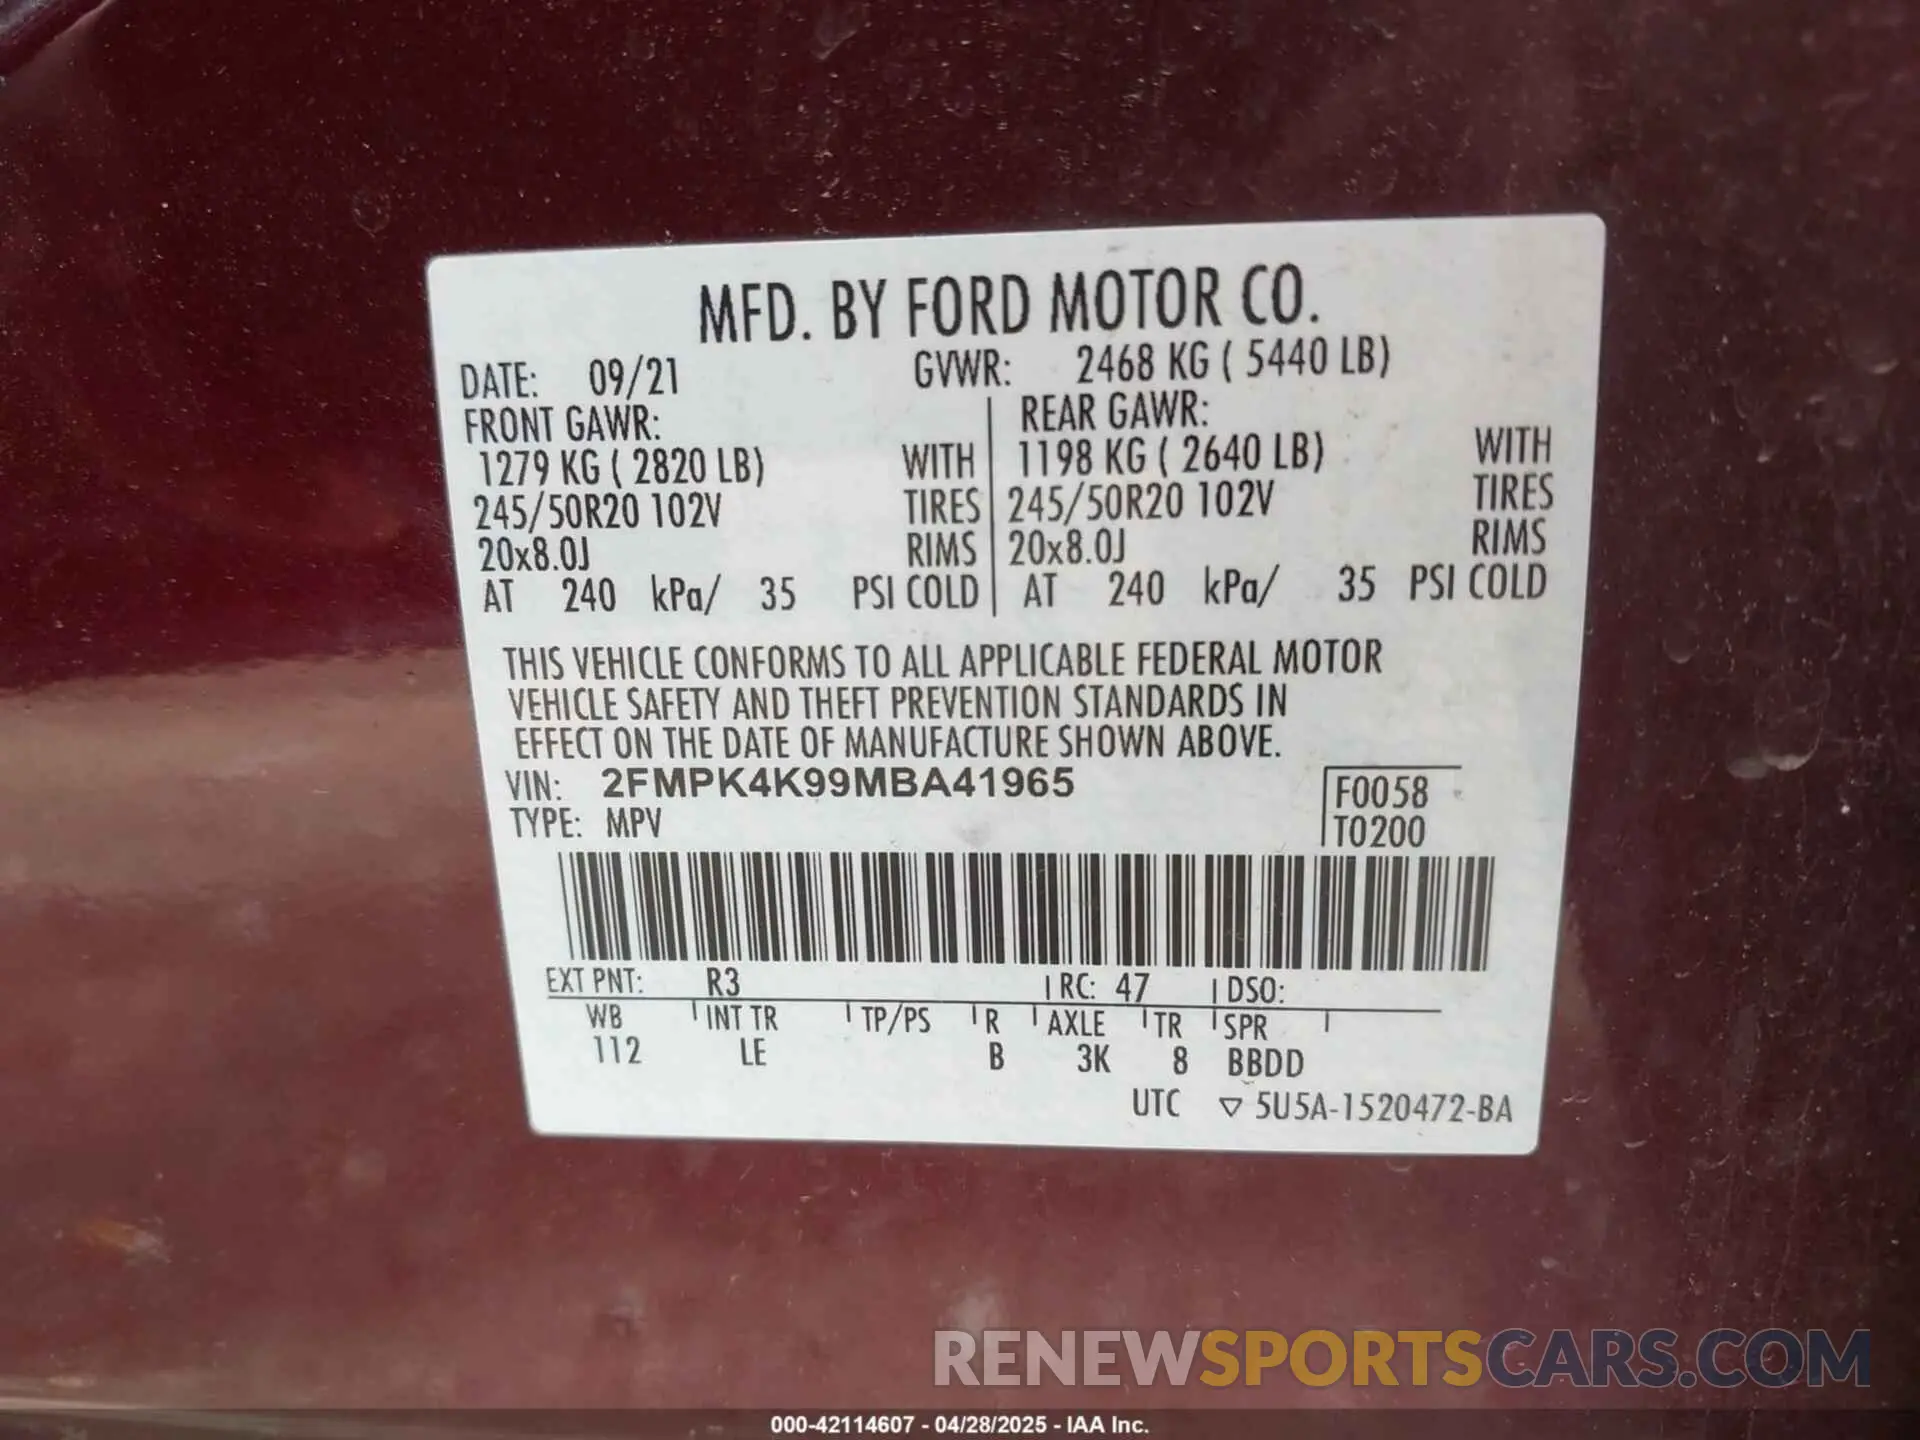 MFD. BY FORD MOTOR CO.
DATE: 09/21 GVWR: 2468 KG ( 5440 LB)
FRONT GAWR: REAR GAWR:
1279 KG ( 2820 LB) WITH 1198 KG ( 2640 LB) WITH
245/50R20 102V TIRES 245/50R20 102V TIRES
20x8.0J RIMS 20x8.0J RIMS
AT 240 kPa/ 35 PSI COLD AT 240 kPa/ 35 PSI COLD
THIS VEHICLE CONFORMS TO ALL APPLICABLE FEDERAL MOTOR
VEHICLE SAFETY AND THEFT PREVENTION STANDARDS IN
EFFECT ON THE DATE OF MANUFACTURE SHOWN ABOVE.
VIN: 2FMPK4K99MBA41965 F0058
TYPE: MPV T0200
EXT PNT: R3 RC: 47 DSO:
WB INT TR TP/PS R AXLE TR SPR
112 LE B 3K 8 BBDD
UTC ▽ 5U5A-1520472-BA
RENEWSPORTSCARS.COM
000-42114607 - 04/28/2025 - IAA Inc.